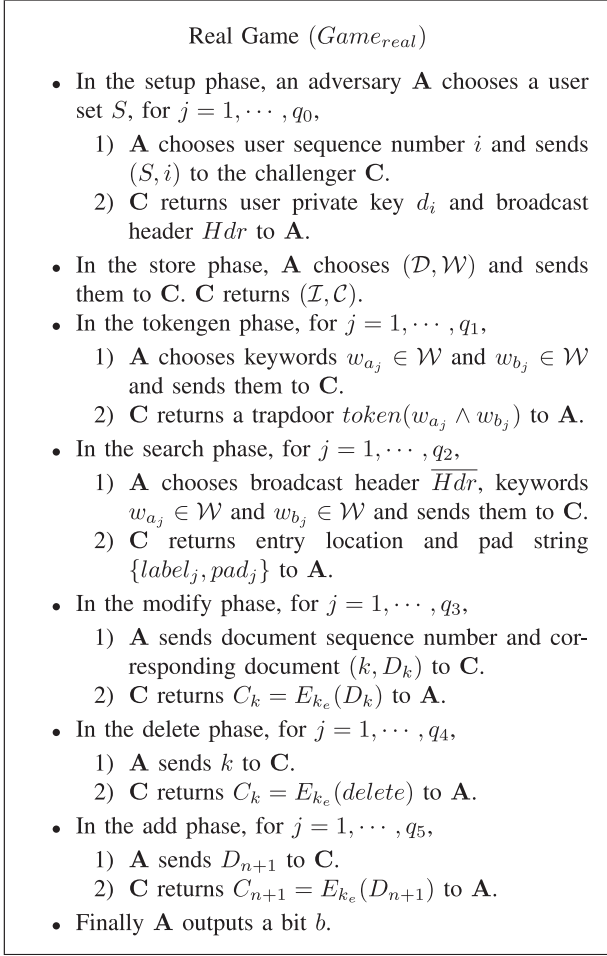 Real Game (Game_real)
• In the setup phase, an adversary A chooses a user
set S, for j = 1, ⋯ , q_0,
1) A chooses user sequence number i and sends
(S, i) to the challenger C.
2) C returns user private key d_i and broadcast
header Hdr to A.
• In the store phase, A chooses (𝒟, 𝒲) and sends
them to C. C returns (ℐ, 𝒞).
• In the tokengen phase, for j = 1, ⋯ , q_1,
1) A chooses keywords w_{a_j} ∈ 𝒲 and w_{b_j} ∈ 𝒲
and sends them to C.
2) C returns a trapdoor token(w_{a_j} ∧ w_{b_j}) to A.
• In the search phase, for j = 1, ⋯ , q_2,
1) A chooses broadcast header \overline{Hdr}, keywords
w_{a_j} ∈ 𝒲 and w_{b_j} ∈ 𝒲 and sends them to C.
2) C returns entry location and pad string
{label_j, pad_j} to A.
• In the modify phase, for j = 1, ⋯ , q_3,
1) A sends document sequence number and cor-
responding document (k, D_k) to C.
2) C returns C_k = E_{k_e}(D_k) to A.
• In the delete phase, for j = 1, ⋯ , q_4,
1) A sends k to C.
2) C returns C_k = E_{k_e}(delete) to A.
• In the add phase, for j = 1, ⋯ , q_5,
1) A sends D_{n+1} to C.
2) C returns C_{n+1} = E_{k_e}(D_{n+1}) to A.
• Finally A outputs a bit b.